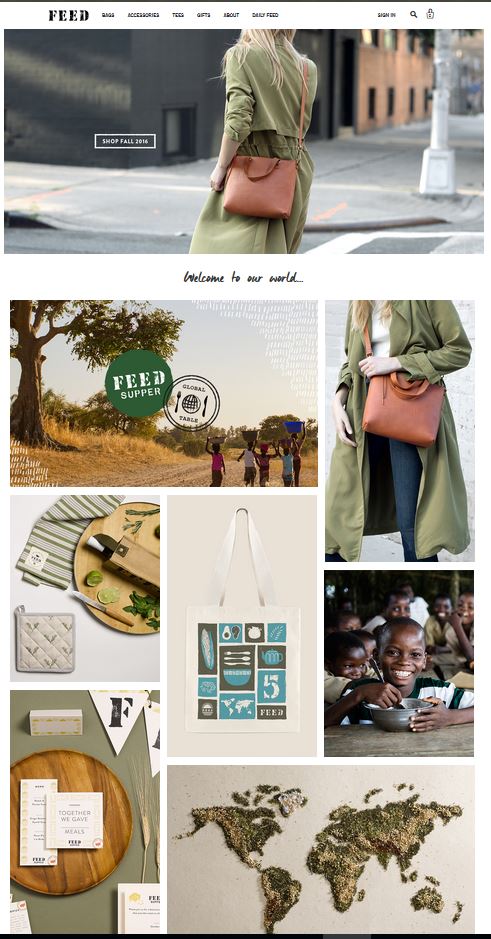 FEED
BAGS ACCESSORIES TEES GIFTS ABOUT DAILY FEED
SIGN IN
SHOP FALL 2016
Welcome to our world...
FEED
SUPPER
GLOBAL
TABLE
5
FEED
TOGETHER
WE GAVE
MEALS
FEED
SUPPER